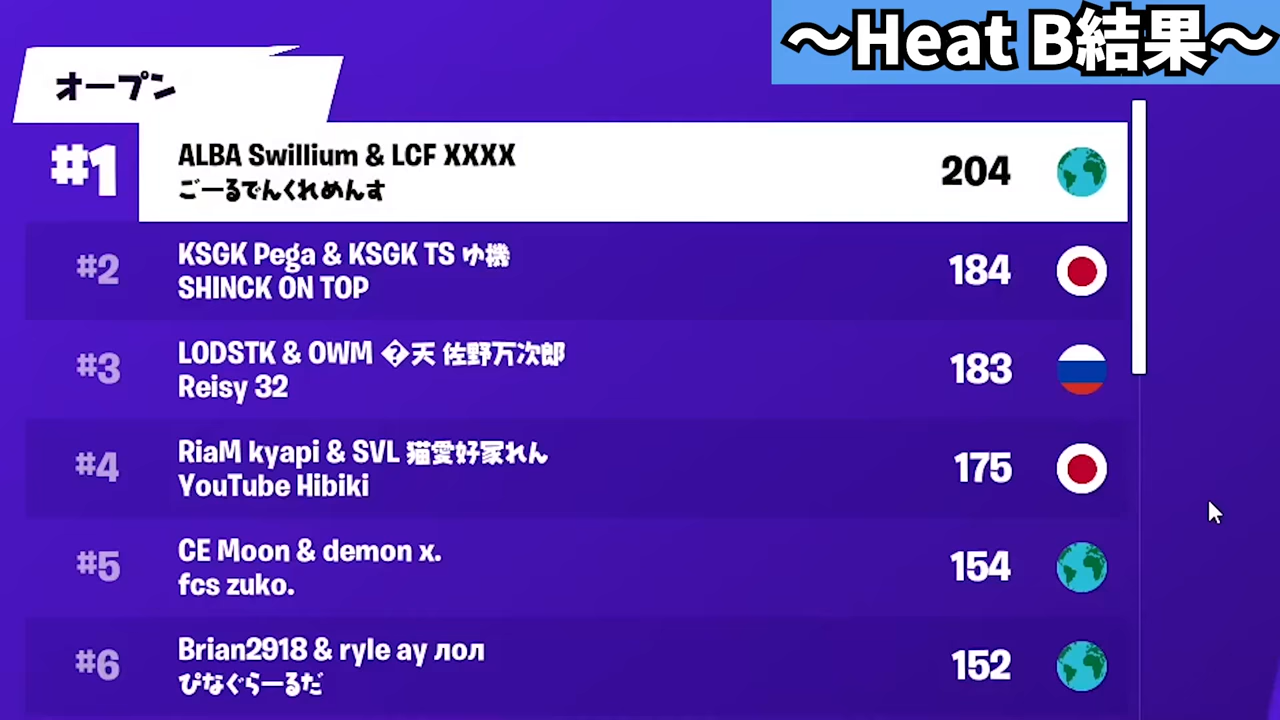 〜Heat B結果〜
オープン
#1
ALBA Swillium & LCF XXXX
ごーるでんくれめんす
204
#2
KSGK Pega & KSGK TS ゆ機
SHINCK ON TOP
184
#3
LODSTK & OWM �天 佐野万次郎
Reisy 32
183
#4
RiaM kyapi & SVL 猫愛好家れん
YouTube Hibiki
175
#5
CE Moon & demon x.
fcs zuko.
154
#6
Brian2918 & ryle ay лол
ぴなぐらーるだ
152